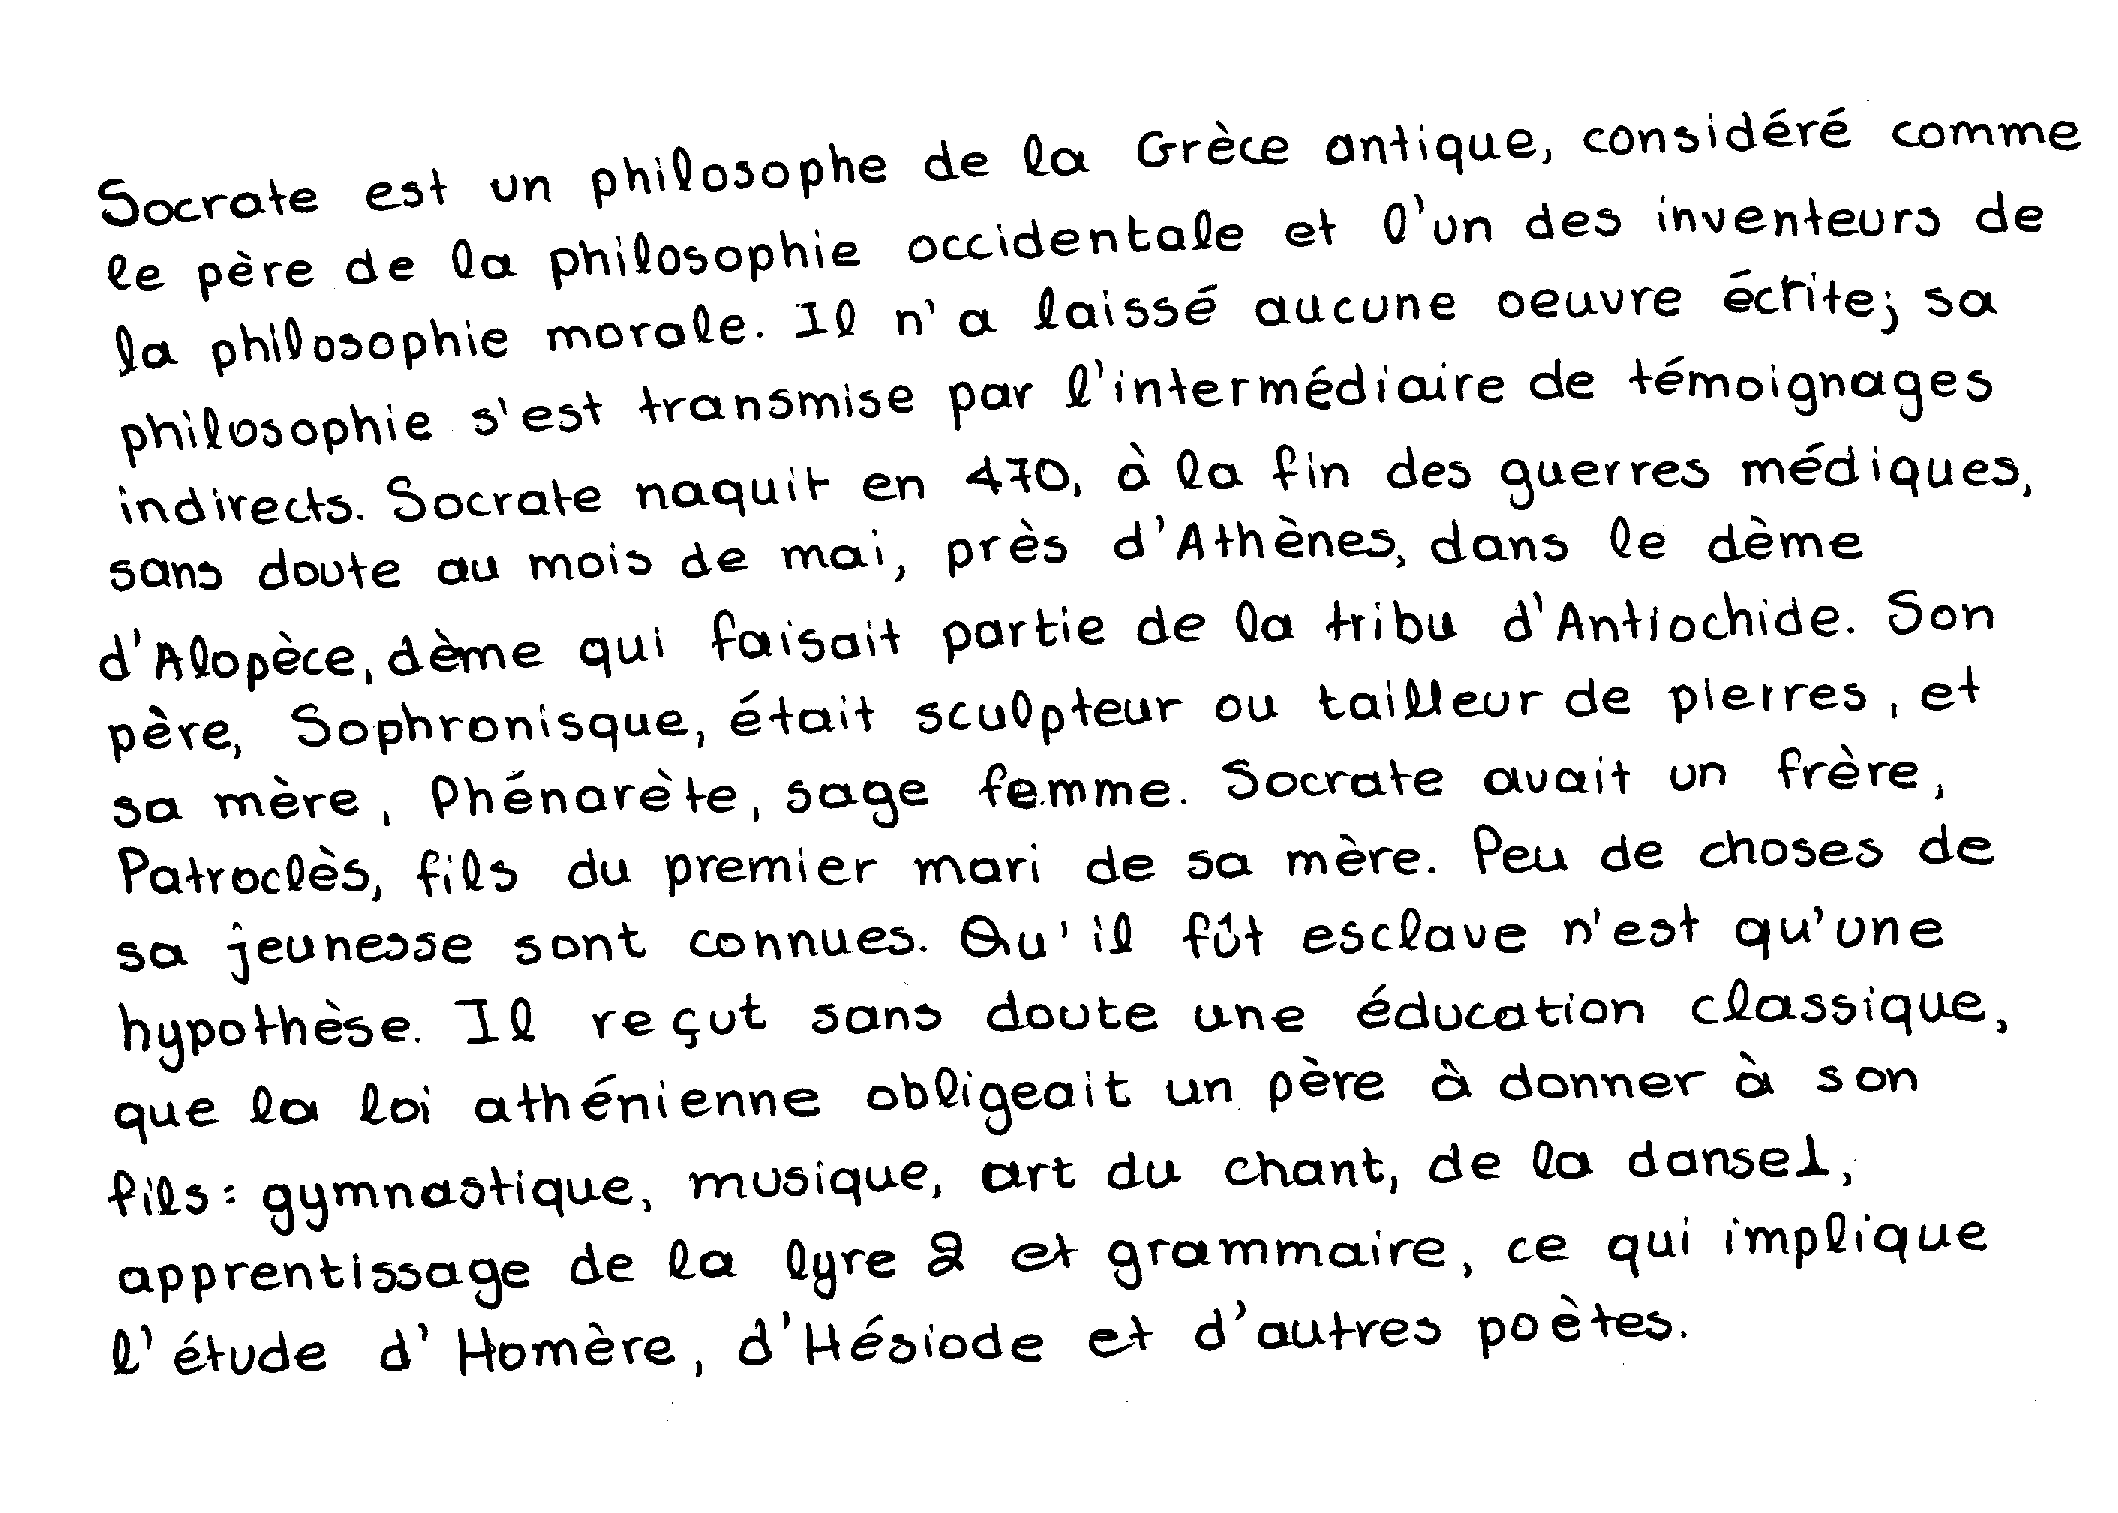 Socrate est un philosophe de la Grèce antique, considéré comme
le père de la philosophie occidentale et l'un des inventeurs de
la philosophie morale. Il n'a laissé aucune oeuvre écrite; sa
philosophie s'est transmise par l'intermédiaire de témoignages
indirects. Socrate naquit en 470, à la fin des guerres médiques,
sans doute au mois de mai, près d'Athènes, dans le dème
d'Alopèce, dème qui faisait partie de la tribu d'Antiochide. Son
père, Sophronisque, était sculpteur ou tailleur de pierres, et
sa mère, Phénarète, sage femme. Socrate avait un frère,
Patroclès, fils du premier mari de sa mère. Peu de choses de
sa jeunesse sont connues. Qu'il fût esclave n'est qu'une
hypothèse. Il reçut sans doute une éducation classique,
que la loi athénienne obligeait un père à donner à son
fils: gymnastique, musique, art du chant, de la danse1,
apprentissage de la lyre 2 et grammaire, ce qui implique
l'étude d'Homère, d'Hésiode et d'autres poètes.